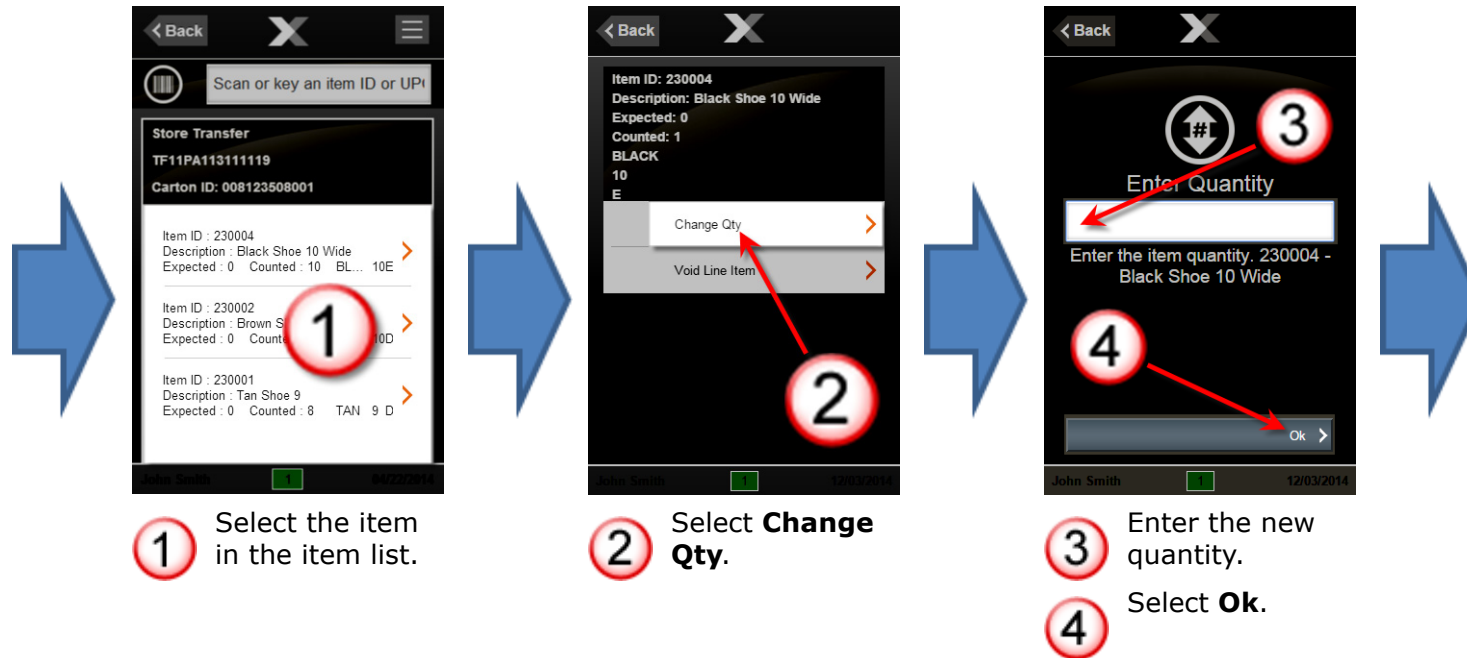 Back
Scan or key an item ID or UP
Store Transfer
TF11PA113111119
Carton ID: 008123508001
Item ID : 230004
Description : Black Shoe 10 Wide
Expected : 0 Counted : 10 BL... 10E
Item ID : 230002
Description : Brown S
Expected : 0 Counte 10D
Item ID : 230001
Description : Tan Shoe 9
Expected : 0 Counted : 8 TAN 9 D
1
John Smith 1 04/22/2014
1 Select the item
in the item list.
Back
Item ID: 230004
Description: Black Shoe 10 Wide
Expected: 0
Counted: 1
BLACK
10
E
Change Qty
Void Line Item
2
John Smith 1 12/03/2014
2 Select Change
Qty.
Back
#
3
Enter Quantity
Enter the item quantity. 230004 -
Black Shoe 10 Wide
4
Ok
John Smith 1 12/03/2014
3 Enter the new
quantity.
4 Select Ok.